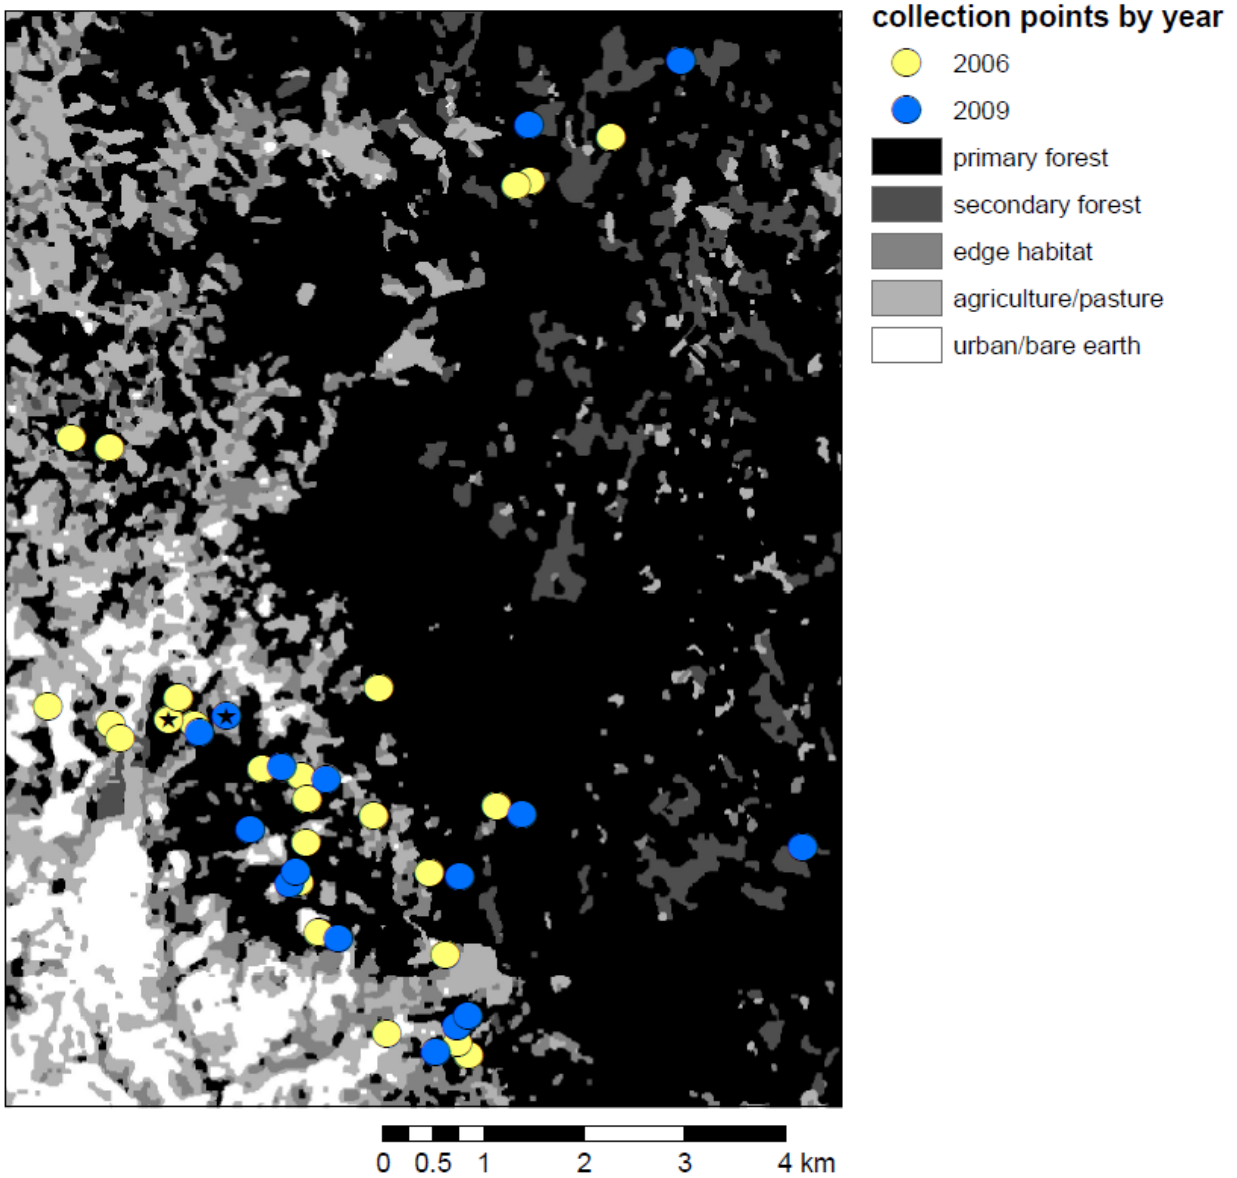 collection points by year
2006
2009
primary forest
secondary forest
edge habitat
agriculture/pasture
urban/bare earth
0 0.5 1 2 3 4 km